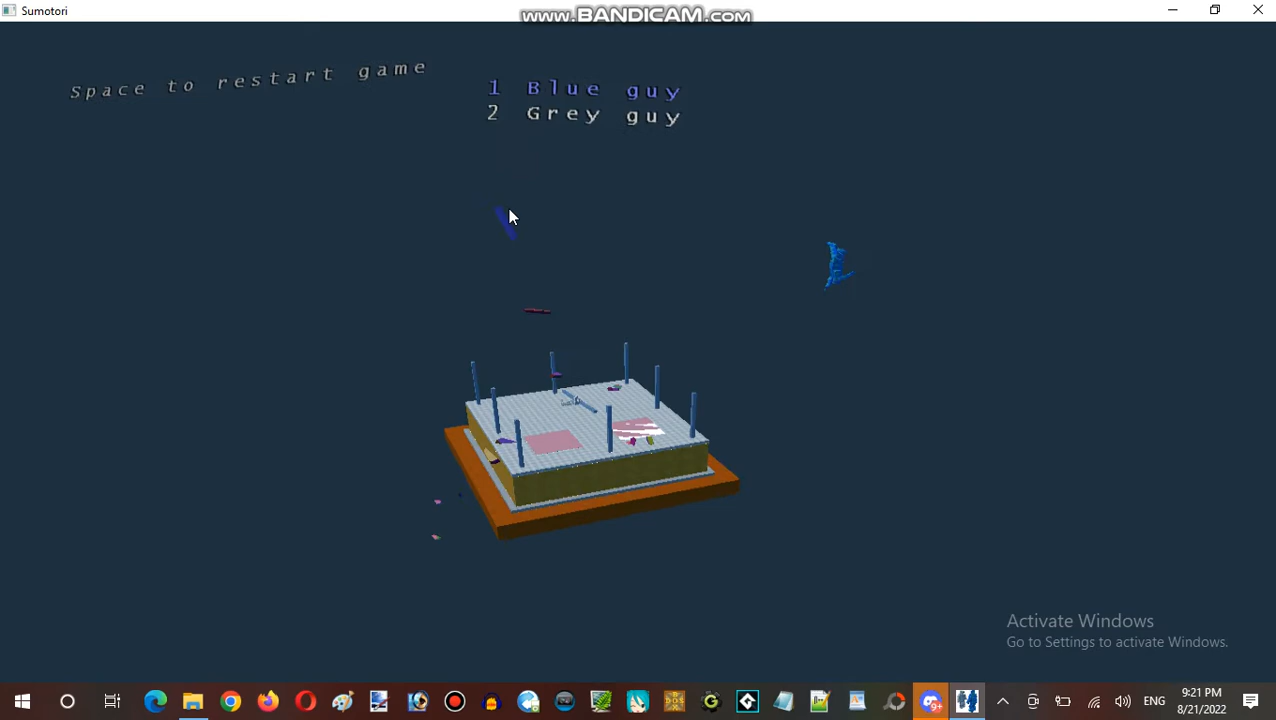 Sumotori
www.BANDICAM.com
Space to restart game
1 Blue guy
2 Grey guy
Activate Windows
Go to Settings to activate Windows.
9+
ENG
9:21 PM
8/21/2022